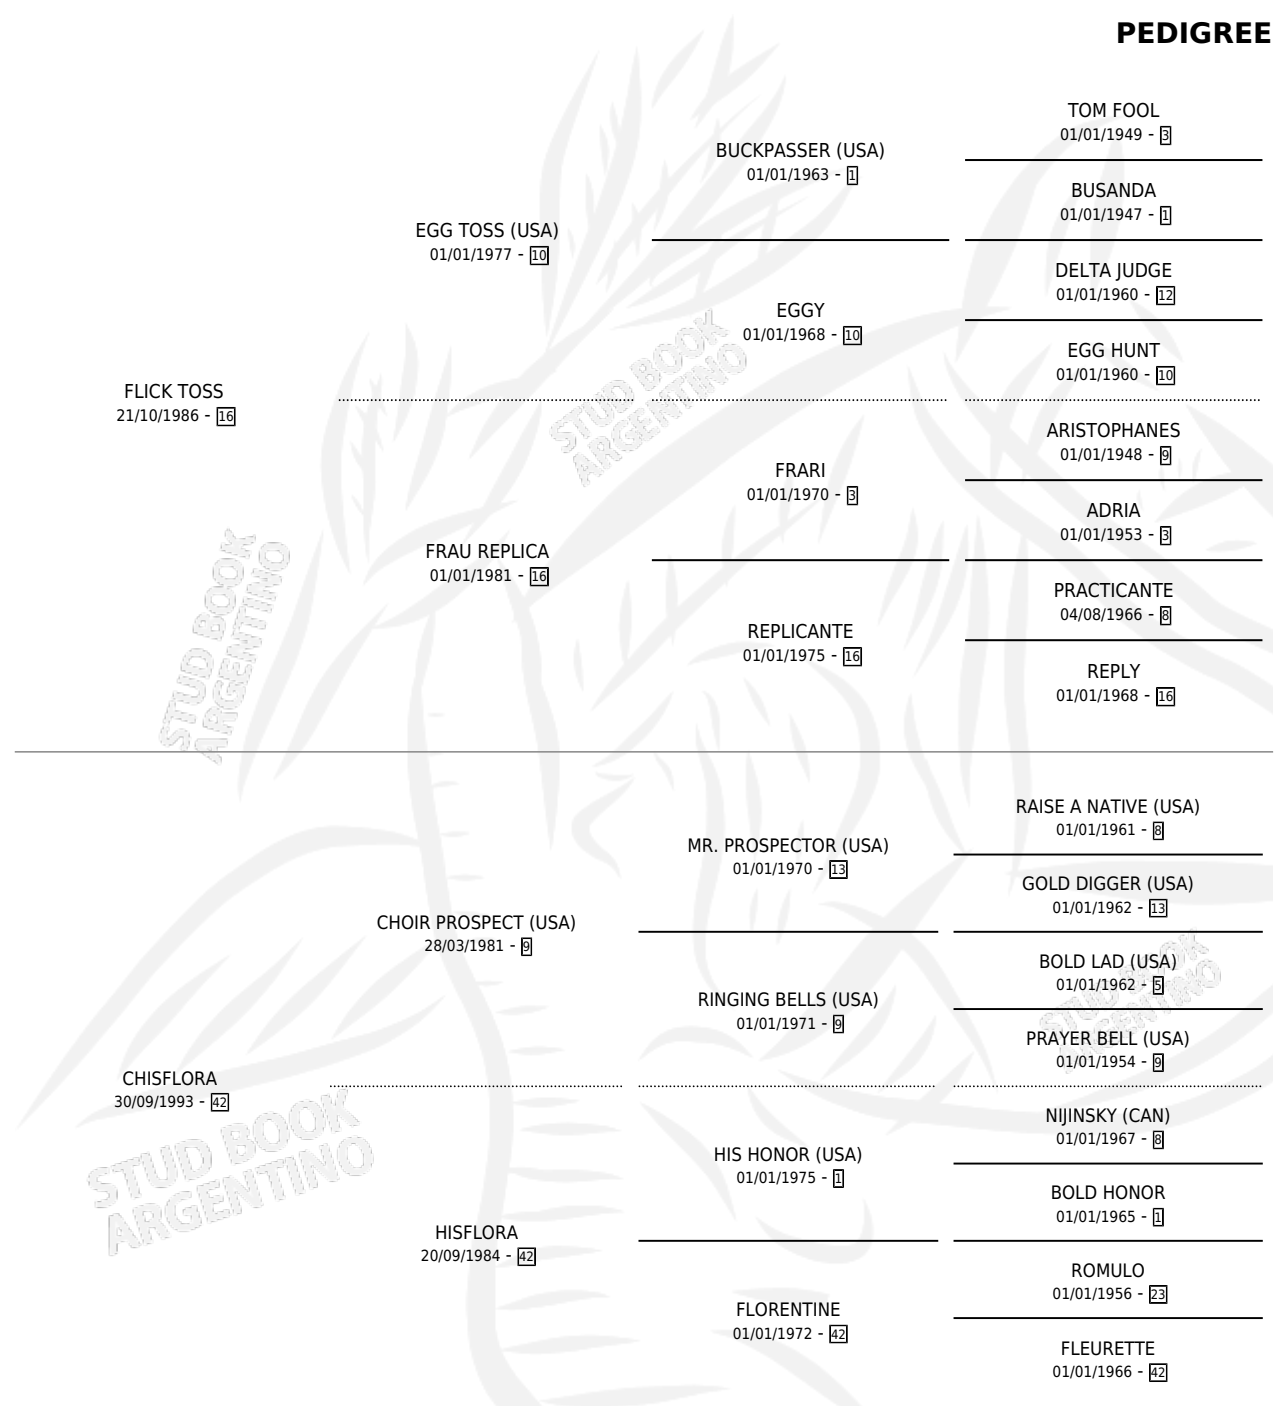 PEDIGREE
TOM FOOL
01/01/1949 - 3
BUCKPASSER (USA)
01/01/1963 - 1
BUSANDA
01/01/1947 - 1
EGG TOSS (USA)
01/01/1977 - 10
DELTA JUDGE
01/01/1960 - 12
EGGY
01/01/1968 - 10
EGG HUNT
01/01/1960 - 10
FLICK TOSS
21/10/1986 - 16
STUD BOOK
ARGENTINO
ARISTOPHANES
01/01/1948 - 9
FRARI
01/01/1970 - 3
ADRIA
01/01/1953 - 3
FRAU REPLICA
01/01/1981 - 16
PRACTICANTE
04/08/1966 - 8
REPLICANTE
01/01/1975 - 16
REPLY
01/01/1968 - 16
STUD BOOK
ARGENTINO
RAISE A NATIVE (USA)
01/01/1961 - 8
MR. PROSPECTOR (USA)
01/01/1970 - 13
GOLD DIGGER (USA)
01/01/1962 - 13
CHOIR PROSPECT (USA)
28/03/1981 - 9
BOLD LAD (USA)
01/01/1962 - 5
RINGING BELLS (USA)
01/01/1971 - 9
STUD BOOK
ARGENTINO
PRAYER BELL (USA)
01/01/1954 - 9
CHISFLORA
30/09/1993 - 42
NIJINSKY (CAN)
01/01/1967 - 8
HIS HONOR (USA)
01/01/1975 - 1
STUD BOOK
ARGENTINO
BOLD HONOR
01/01/1965 - 1
HISFLORA
20/09/1984 - 42
ROMULO
01/01/1956 - 23
FLORENTINE
01/01/1972 - 42
FLEURETTE
01/01/1966 - 42